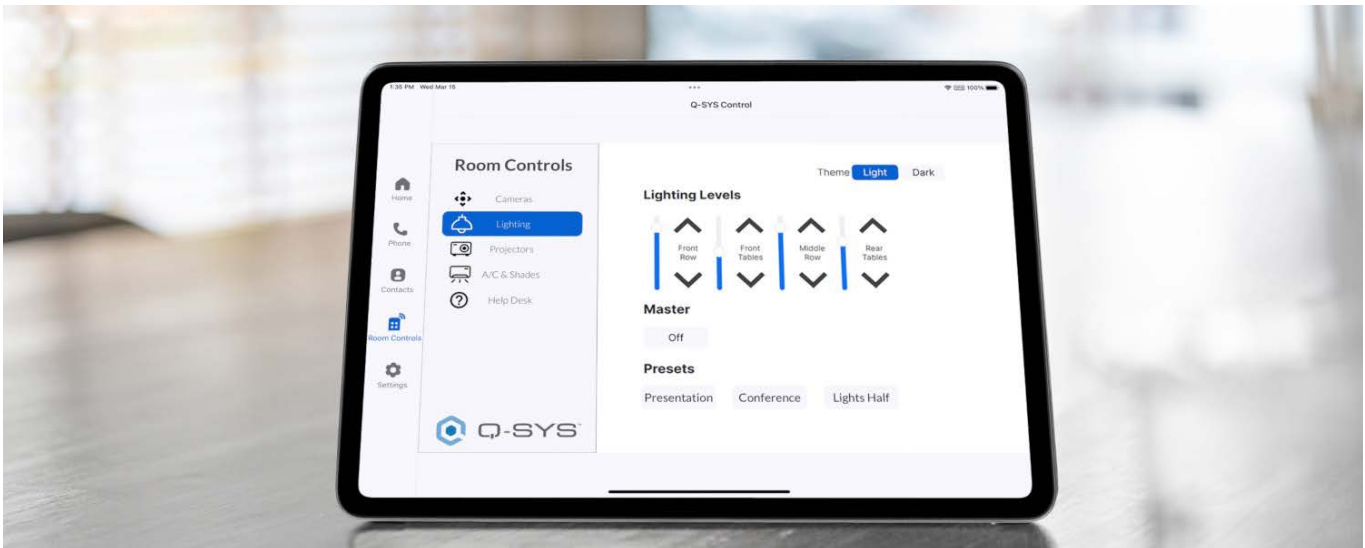 1:35 PM Wed Mar 15
100%
Q-SYS Control
Home
Phone
Contacts
Room Controls
Settings
Room Controls
Cameras
Lighting
Projectors
A/C & Shades
Help Desk
Q-SYS
Theme Light Dark
Lighting Levels
Front
Row
Front
Tables
Middle
Row
Rear
Tables
Master
Off
Presets
Presentation Conference Lights Half